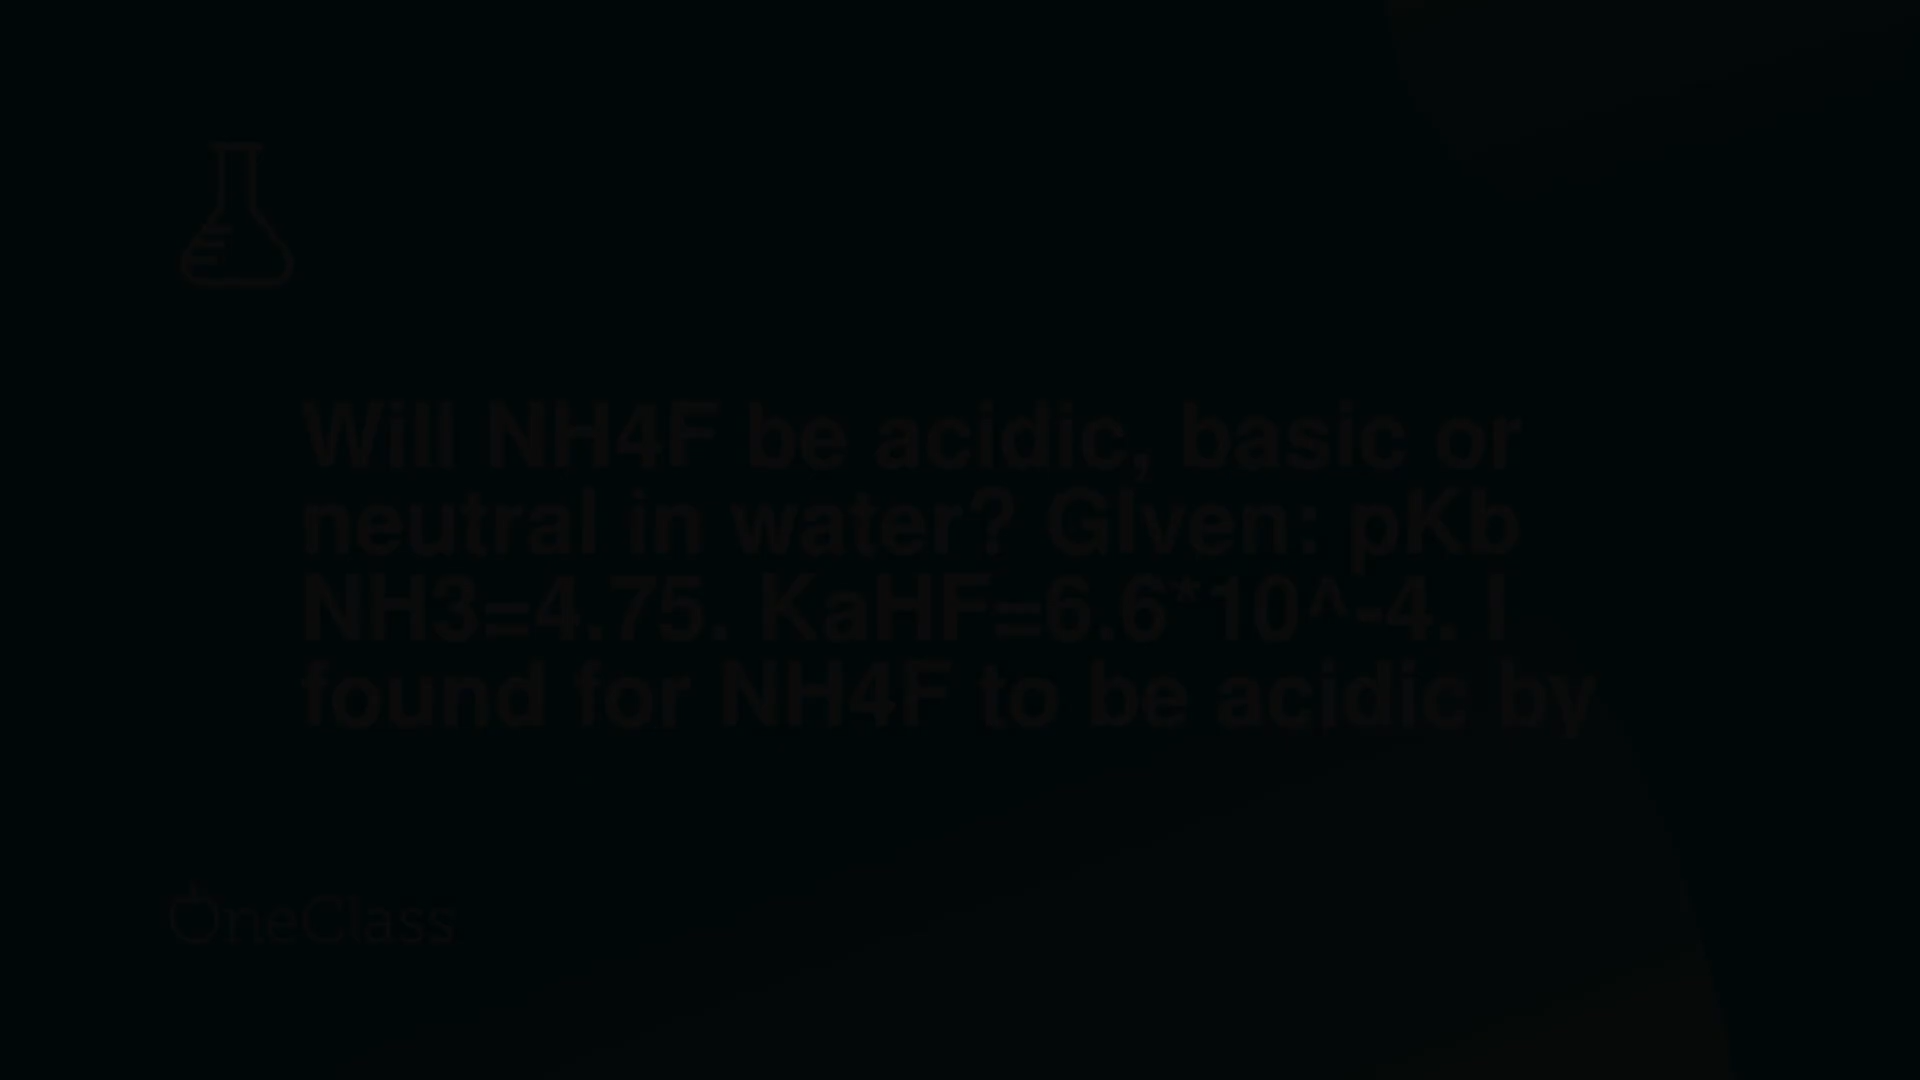 Will NH4F be acidic, basic or
neutral in water? GIven: pKb
NH3=4.75. KaHF=6.6*10^-4. I
found for NH4F to be acidic by
OneClass